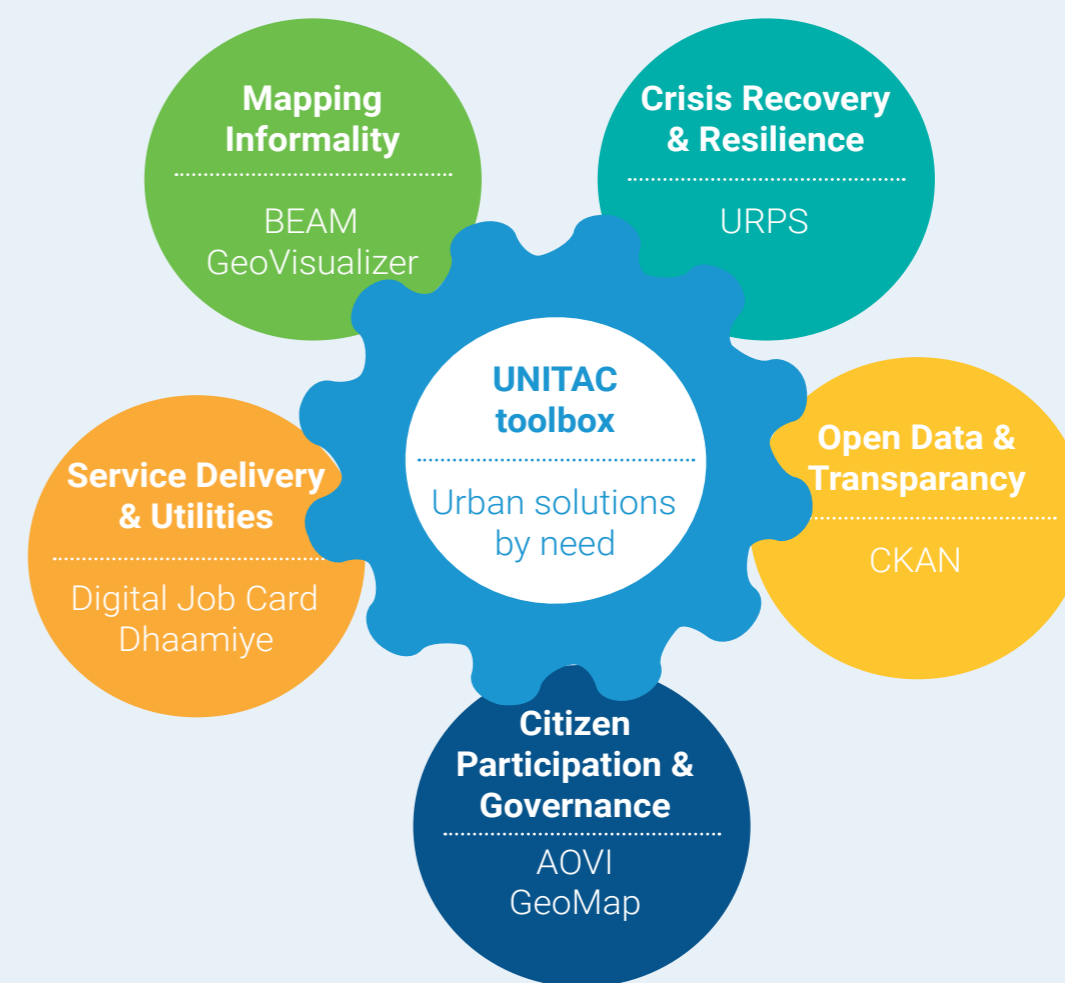 Mapping
Informality
BEAM
GeoVisualizer
Crisis Recovery
& Resilience
URPS
UNITAC
toolbox
Urban solutions
by need
Open Data &
Transparancy
CKAN
Service Delivery
& Utilities
Digital Job Card
Dhaamiye
Citizen
Participation &
Governance
AOVI
GeoMap